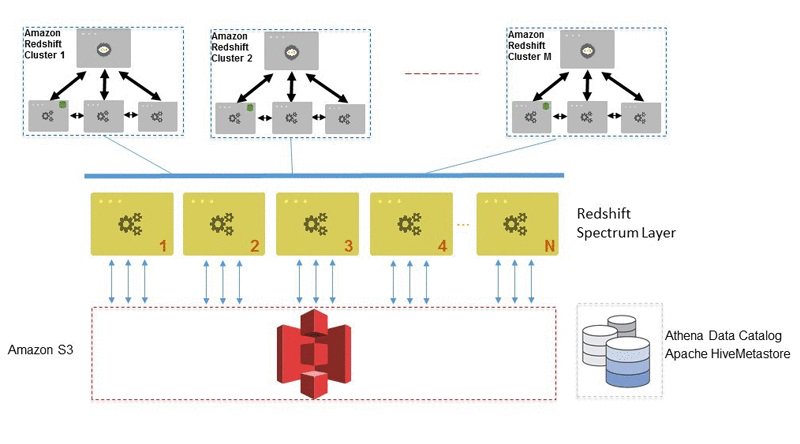 Amazon
Redshift
Cluster 1
Amazon
Redshift
Cluster 2
Amazon
Redshift
Cluster M
1
2
3
4
...
N
Redshift
Spectrum Layer
Amazon S3
Athena Data Catalog
Apache HiveMetastore